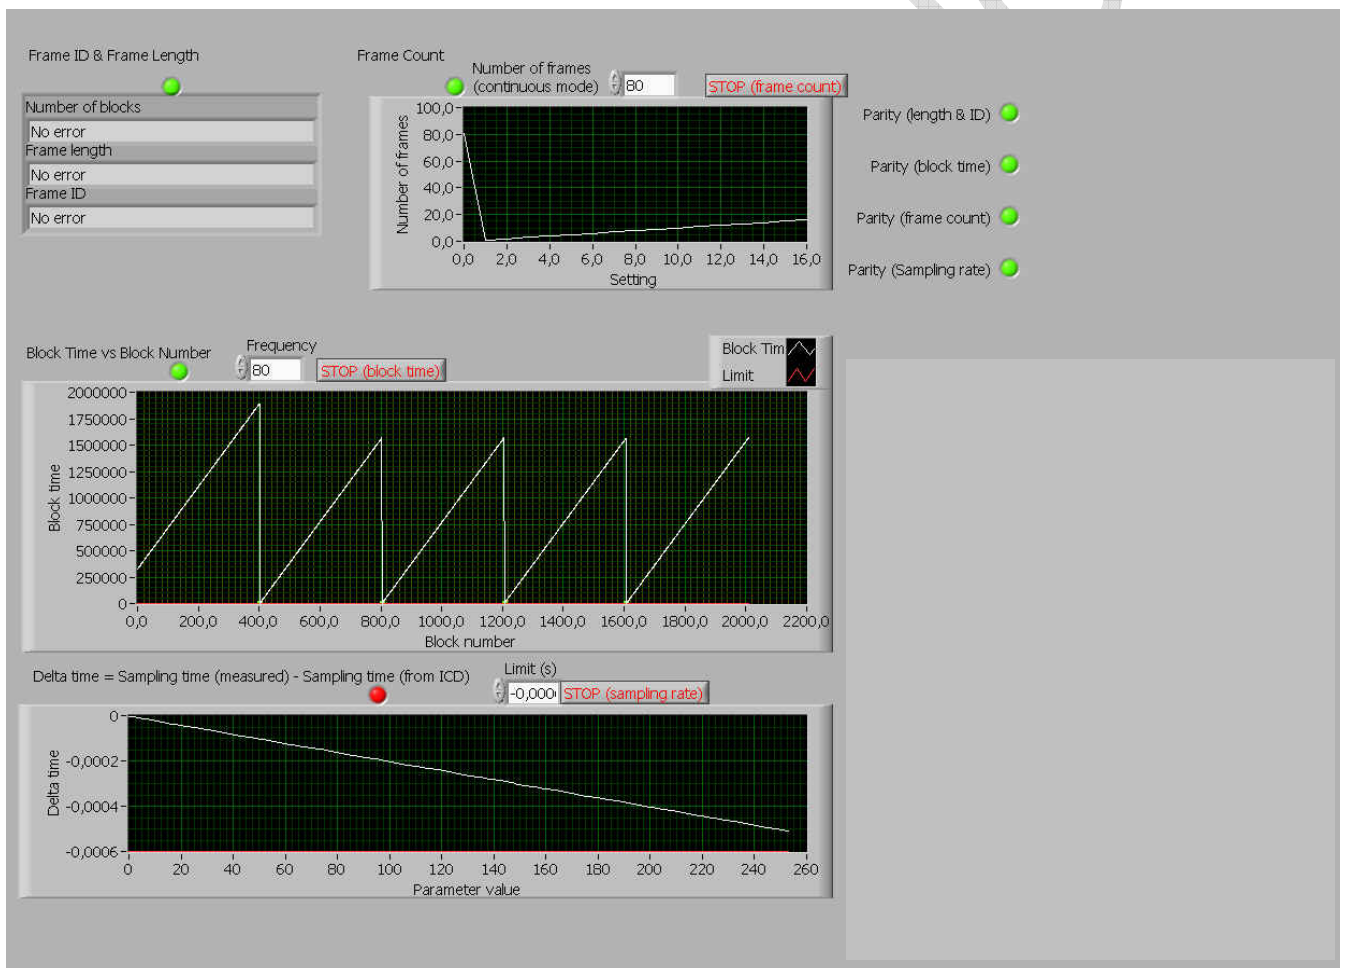 Frame ID & Frame Length
Number of blocks
No error
Frame length
No error
Frame ID
No error
Frame Count
Number of frames
(continuous mode) 80 STOP (frame count)
100,0
80,0
60,0
40,0
20,0
0,0
Number of frames
0,0 2,0 4,0 6,0 8,0 10,0 12,0 14,0 16,0
Setting
Parity (length & ID)
Parity (block time)
Parity (frame count)
Parity (Sampling rate)
Block Time vs Block Number
Frequency
80 STOP (block time)
Block Tim
Limit
2000000
1750000
1500000
1250000
1000000
750000
500000
250000
0
Block time
0,0 200,0 400,0 600,0 800,0 1000,0 1200,0 1400,0 1600,0 1800,0 2000,0 2200,0
Block number
Delta time = Sampling time (measured) - Sampling time (from ICD)
Limit (s)
-0,000 STOP (sampling rate)
0
-0,0002
-0,0004
-0,0006
Delta time
0 20 40 60 80 100 120 140 160 180 200 220 240 260
Parameter value